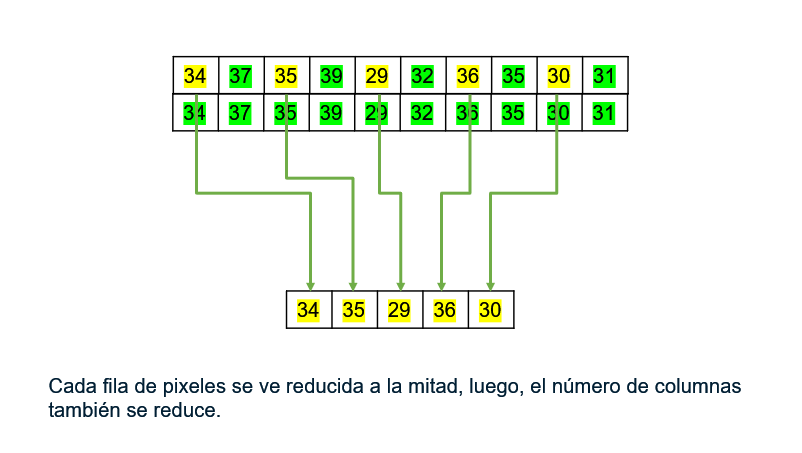 34 37 35 39 29 32 36 35 30 31
34 37 35 39 29 32 36 35 30 31
34 35 29 36 30
Cada fila de pixeles se ve reducida a la mitad, luego, el número de columnas
también se reduce.